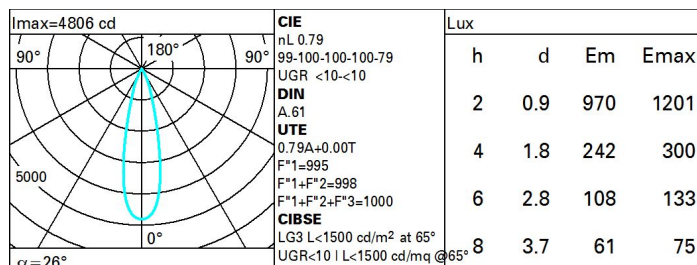 Imax=4806 cd
90°
180°
90°
5000
0°
α=26°
CIE
nL 0.79
99-100-100-100-79
UGR <10-<10
DIN
A.61
UTE
0.79A+0.00T
F"1=995
F"1+F"2=998
F"1+F"2+F"3=1000
CIBSE
LG3 L<1500 cd/m² at 65°
UGR<10 | L<1500 cd/mq @65°
Lux
h d Em Emax
2 0.9 970 1201
4 1.8 242 300
6 2.8 108 133
8 3.7 61 75